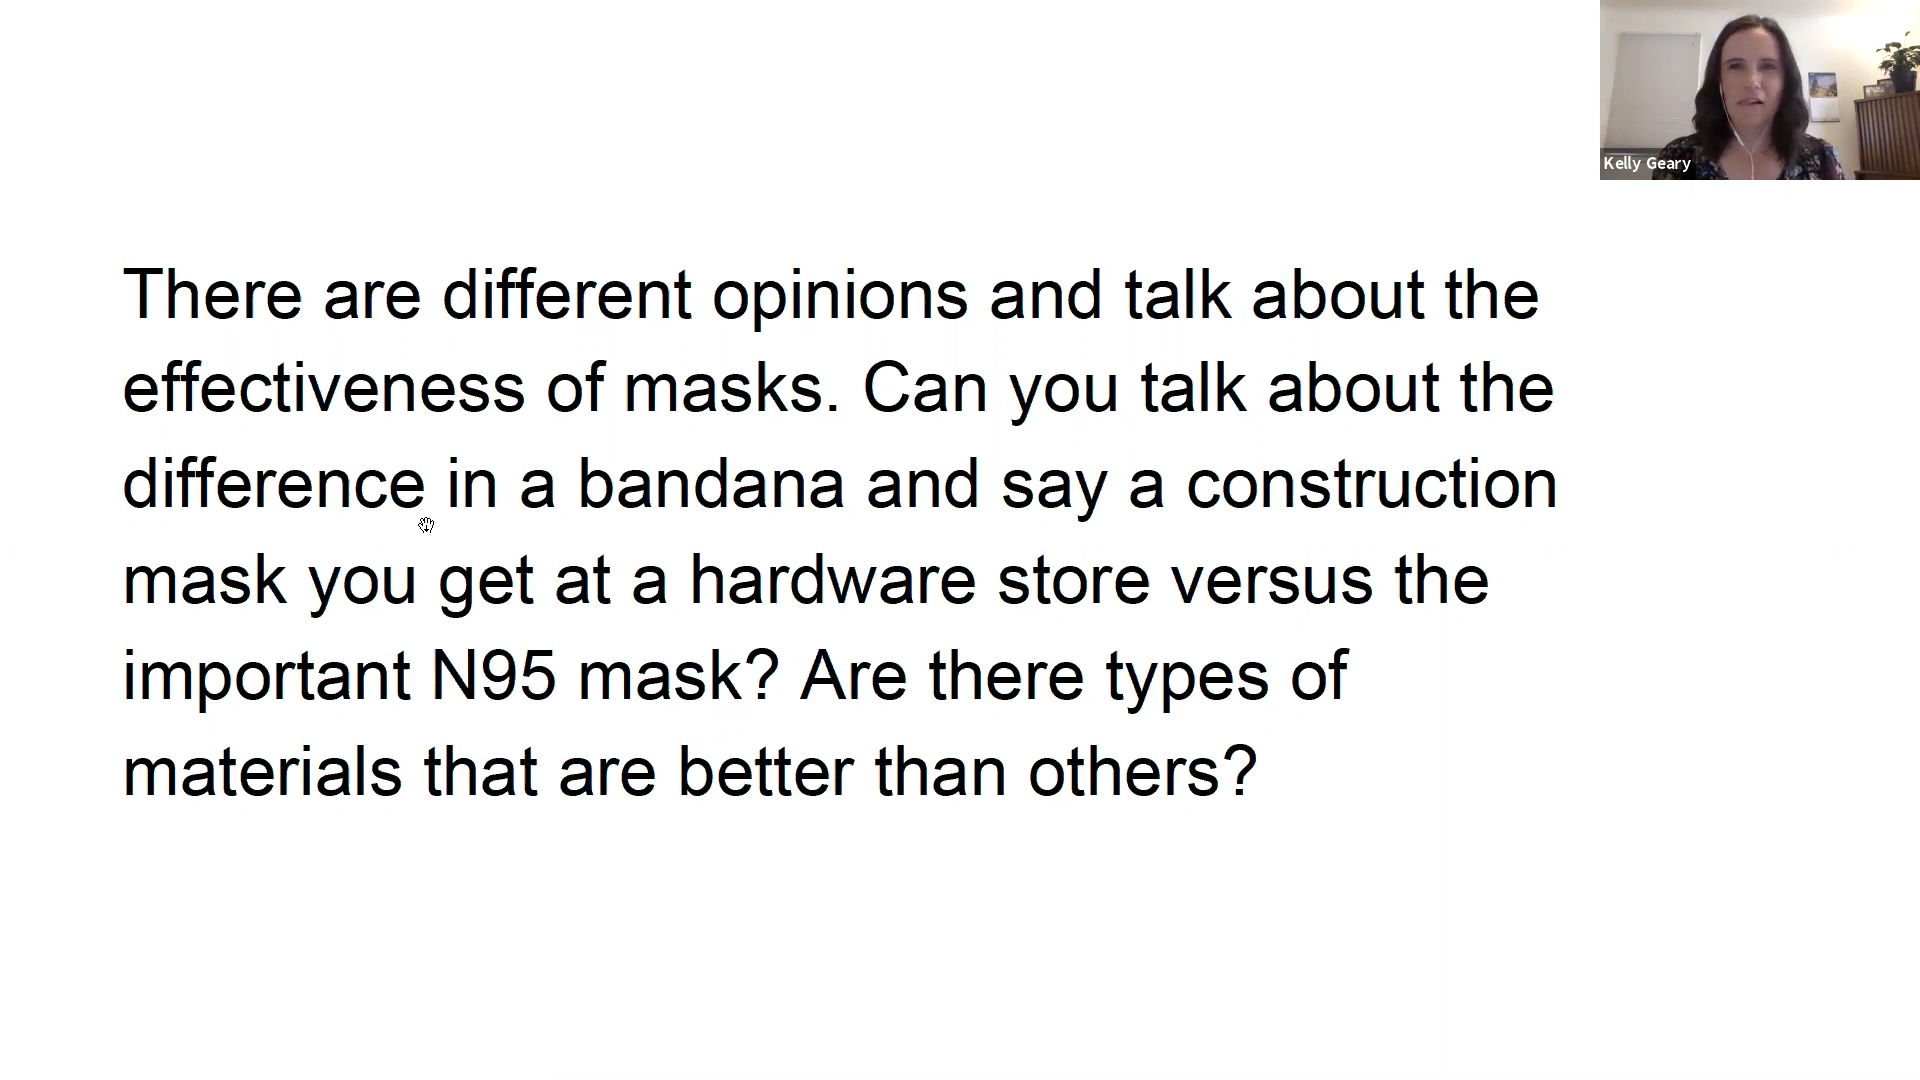 Kelly Geary
There are different opinions and talk about the
effectiveness of masks. Can you talk about the
difference in a bandana and say a construction
mask you get at a hardware store versus the
important N95 mask? Are there types of
materials that are better than others?